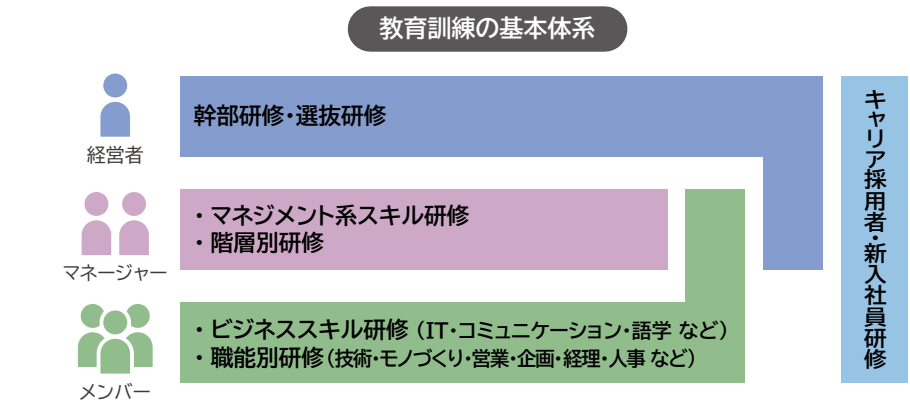 教育訓練の基本体系
経営者
幹部研修・選抜研修
マネージャー
・マネジメント系スキル研修
・階層別研修
メンバー
・ビジネススキル研修（IT・コミュニケーション・語学 など）
・職能別研修（技術・モノづくり・営業・企画・経理・人事 など）
キャリア採用者・新入社員研修